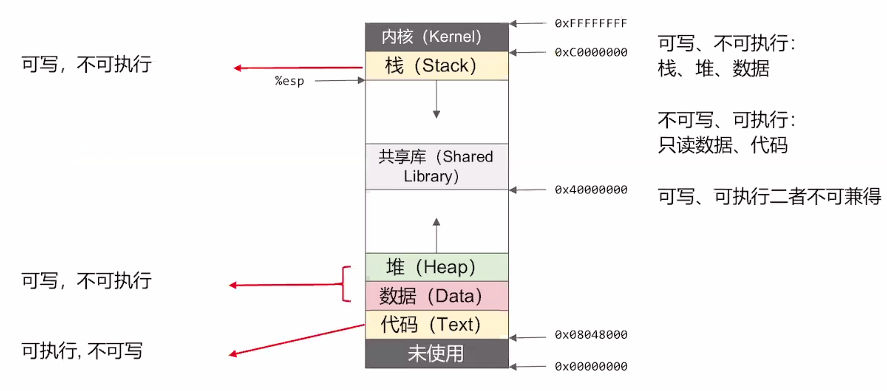 内核（Kernel）
0xFFFFFFFF
0xC0000000
可写，不可执行
栈（Stack）
%esp
可写、不可执行：
栈、堆、数据
不可写、可执行：
只读数据、代码
共享库（Shared
Library）
0x40000000
可写、可执行二者不可兼得
可写，不可执行
堆（Heap）
数据（Data）
代码（Text）
0x08048000
可执行, 不可写
未使用
0x00000000